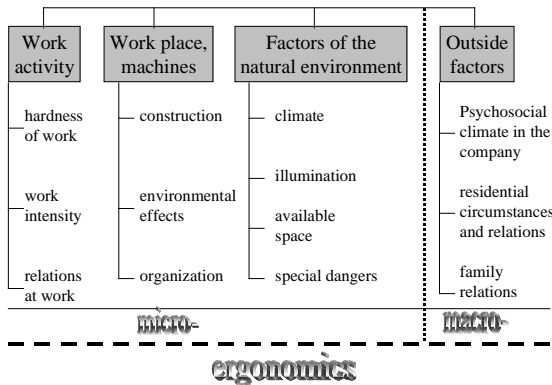 Work
activity
hardness
of work
work
intensity
relations
at work
Work place,
machines
construction
environmental
effects
organization
Factors of the
natural environment
climate
illumination
available
space
special dangers
Outside
factors
Psychosocial
climate in the
company
residential
circumstances
and relations
family
relations
micro-
macro-
ergonomics